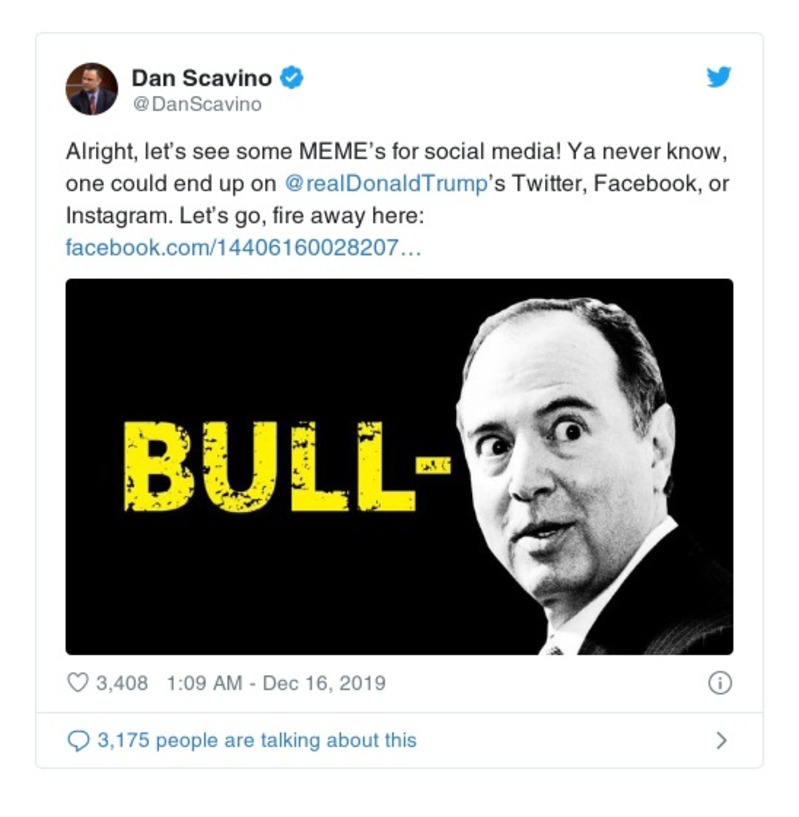 Dan Scavino
@DanScavino
Alright, let's see some MEME's for social media! Ya never know,
one could end up on @realDonaldTrump's Twitter, Facebook, or
Instagram. Let's go, fire away here:
facebook.com/14406160028207…
BULL-
3,408 1:09 AM - Dec 16, 2019
3,175 people are talking about this